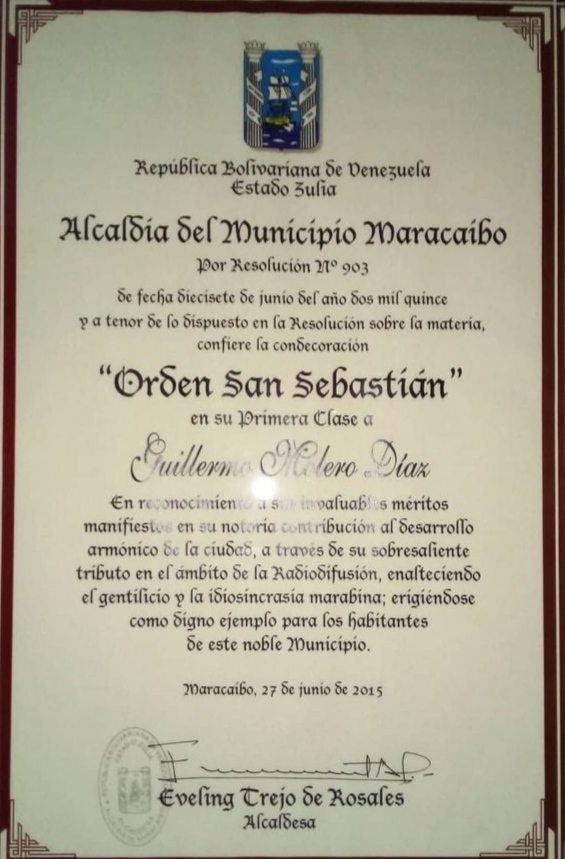 República Bolivariana de Venezuela
Estado Zulia
Alcaldía del Municipio Maracaibo
Por Resolución Nº 903
de fecha diecisete de junio del año dos mil quince
y a tenor de lo dispuesto en la Resolución sobre la materia,
confiere la condecoración
“Orden San Sebastián”
en su Primera Clase a
Guillermo Molero Díaz
En reconocimiento a sus invaluables méritos
manifiestos en su notoria contribución al desarrollo
armónico de la ciudad, a través de su sobresaliente
tributo en el ámbito de la Radiodifusión, enalteciendo
el gentilicio y la idiosincrasia marabina; erigiéndose
como digno ejemplo para los habitantes
de este noble Municipio.
Maracaibo, 27 de junio de 2015
Eveling Trejo de Rosales
Alcaldesa